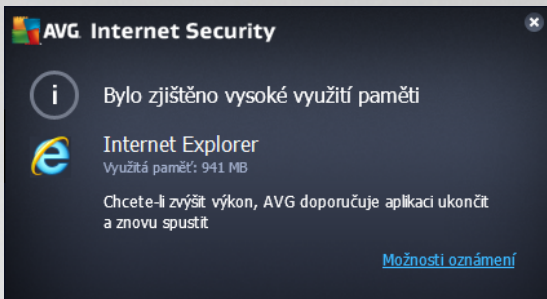 AVG Internet Security
Bylo zjištěno vysoké využití paměti
Internet Explorer
Využitá paměť: 941 MB
Chcete-li zvýšit výkon, AVG doporučuje aplikaci ukončit
a znovu spustit
Možnosti oznámení